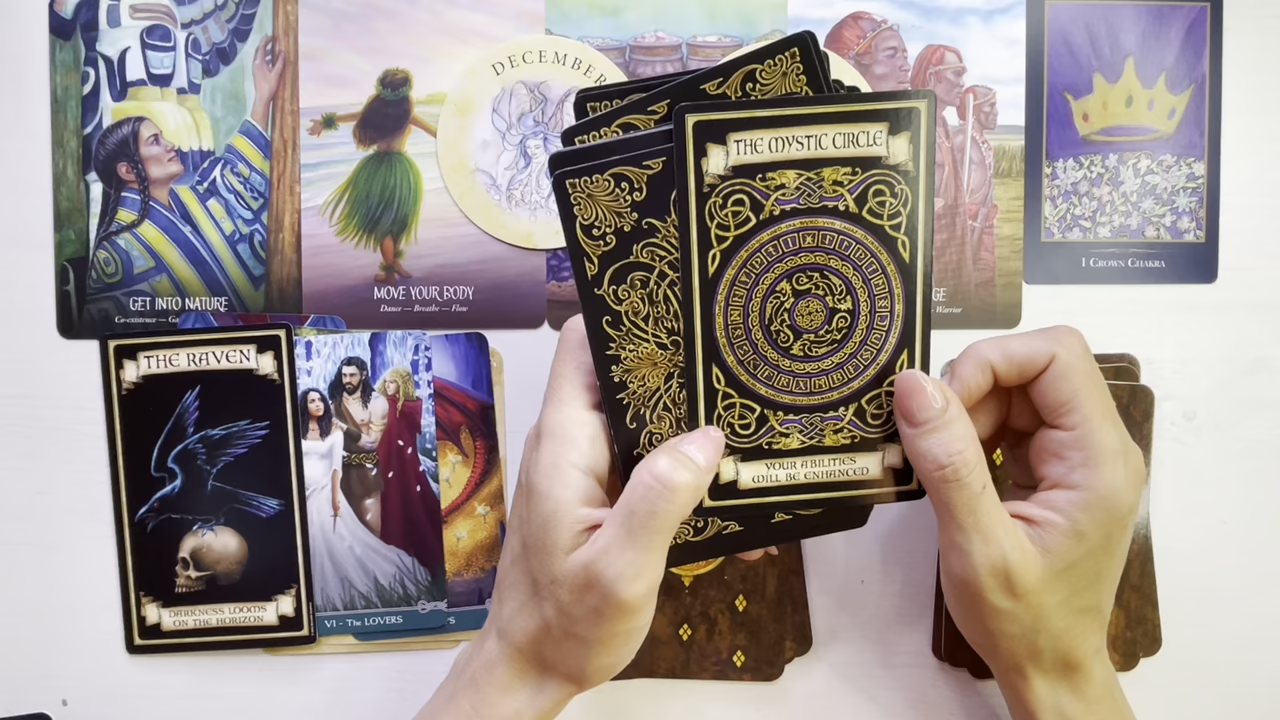 DECEMBER
GET INTO NATURE
Co-existence —
MOVE YOUR BODY
Dance — Breathe — Flow
GE
Warrior
1 CROWN CHAKRA
THE MYSTIC CIRCLE
YOUR ABILITIES
WILL BE ENHANCED
THE RAVEN
DARKNESS LOOMS
ON THE HORIZON
VI - The LOVERS